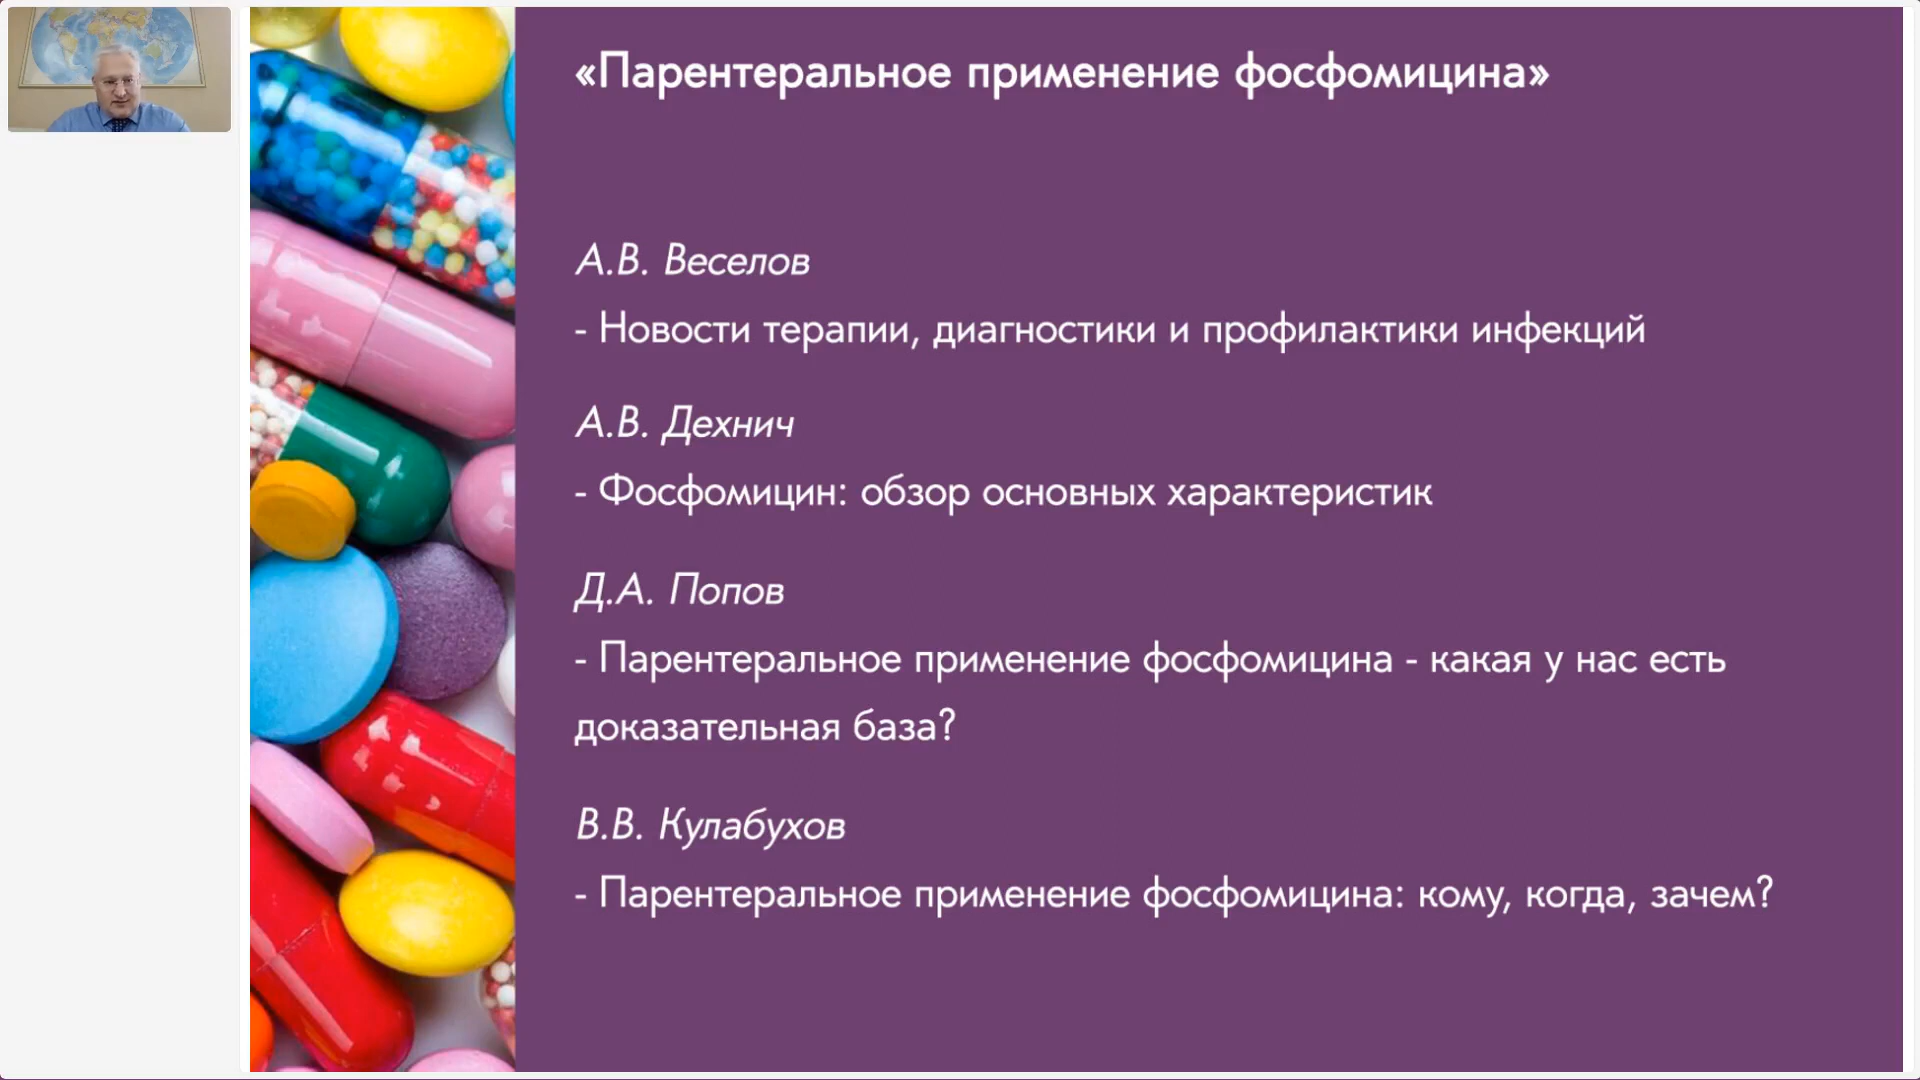 «Парентеральное применение фосфомицина»
А.В. Веселов
- Новости терапии, диагностики и профилактики инфекций
А.В. Дехнич
- Фосфомицин: обзор основных характеристик
Д.А. Попов
- Парентеральное применение фосфомицина - какая у нас есть
доказательная база?
В.В. Кулабухов
- Парентеральное применение фосфомицина: кому, когда, зачем?